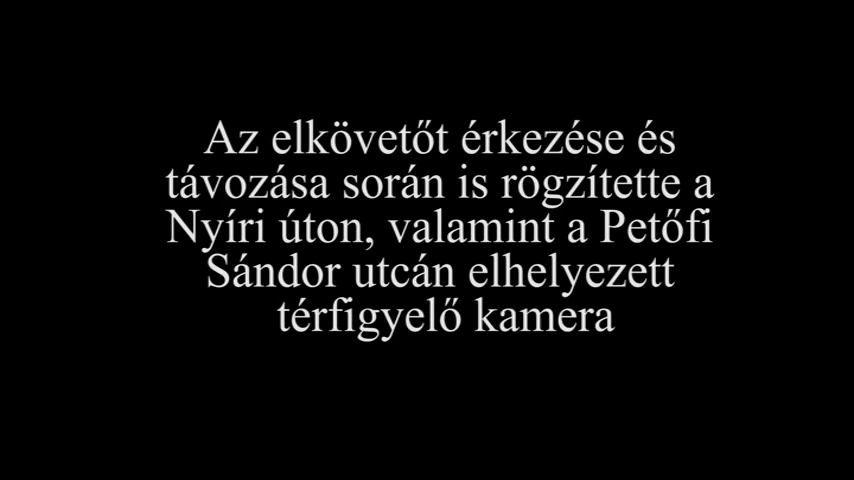 Az elkövetőt érkezése és
távozása során is rögzítette a
Nyíri úton, valamint a Petőfi
Sándor utcán elhelyezett
térfigyelő kamera